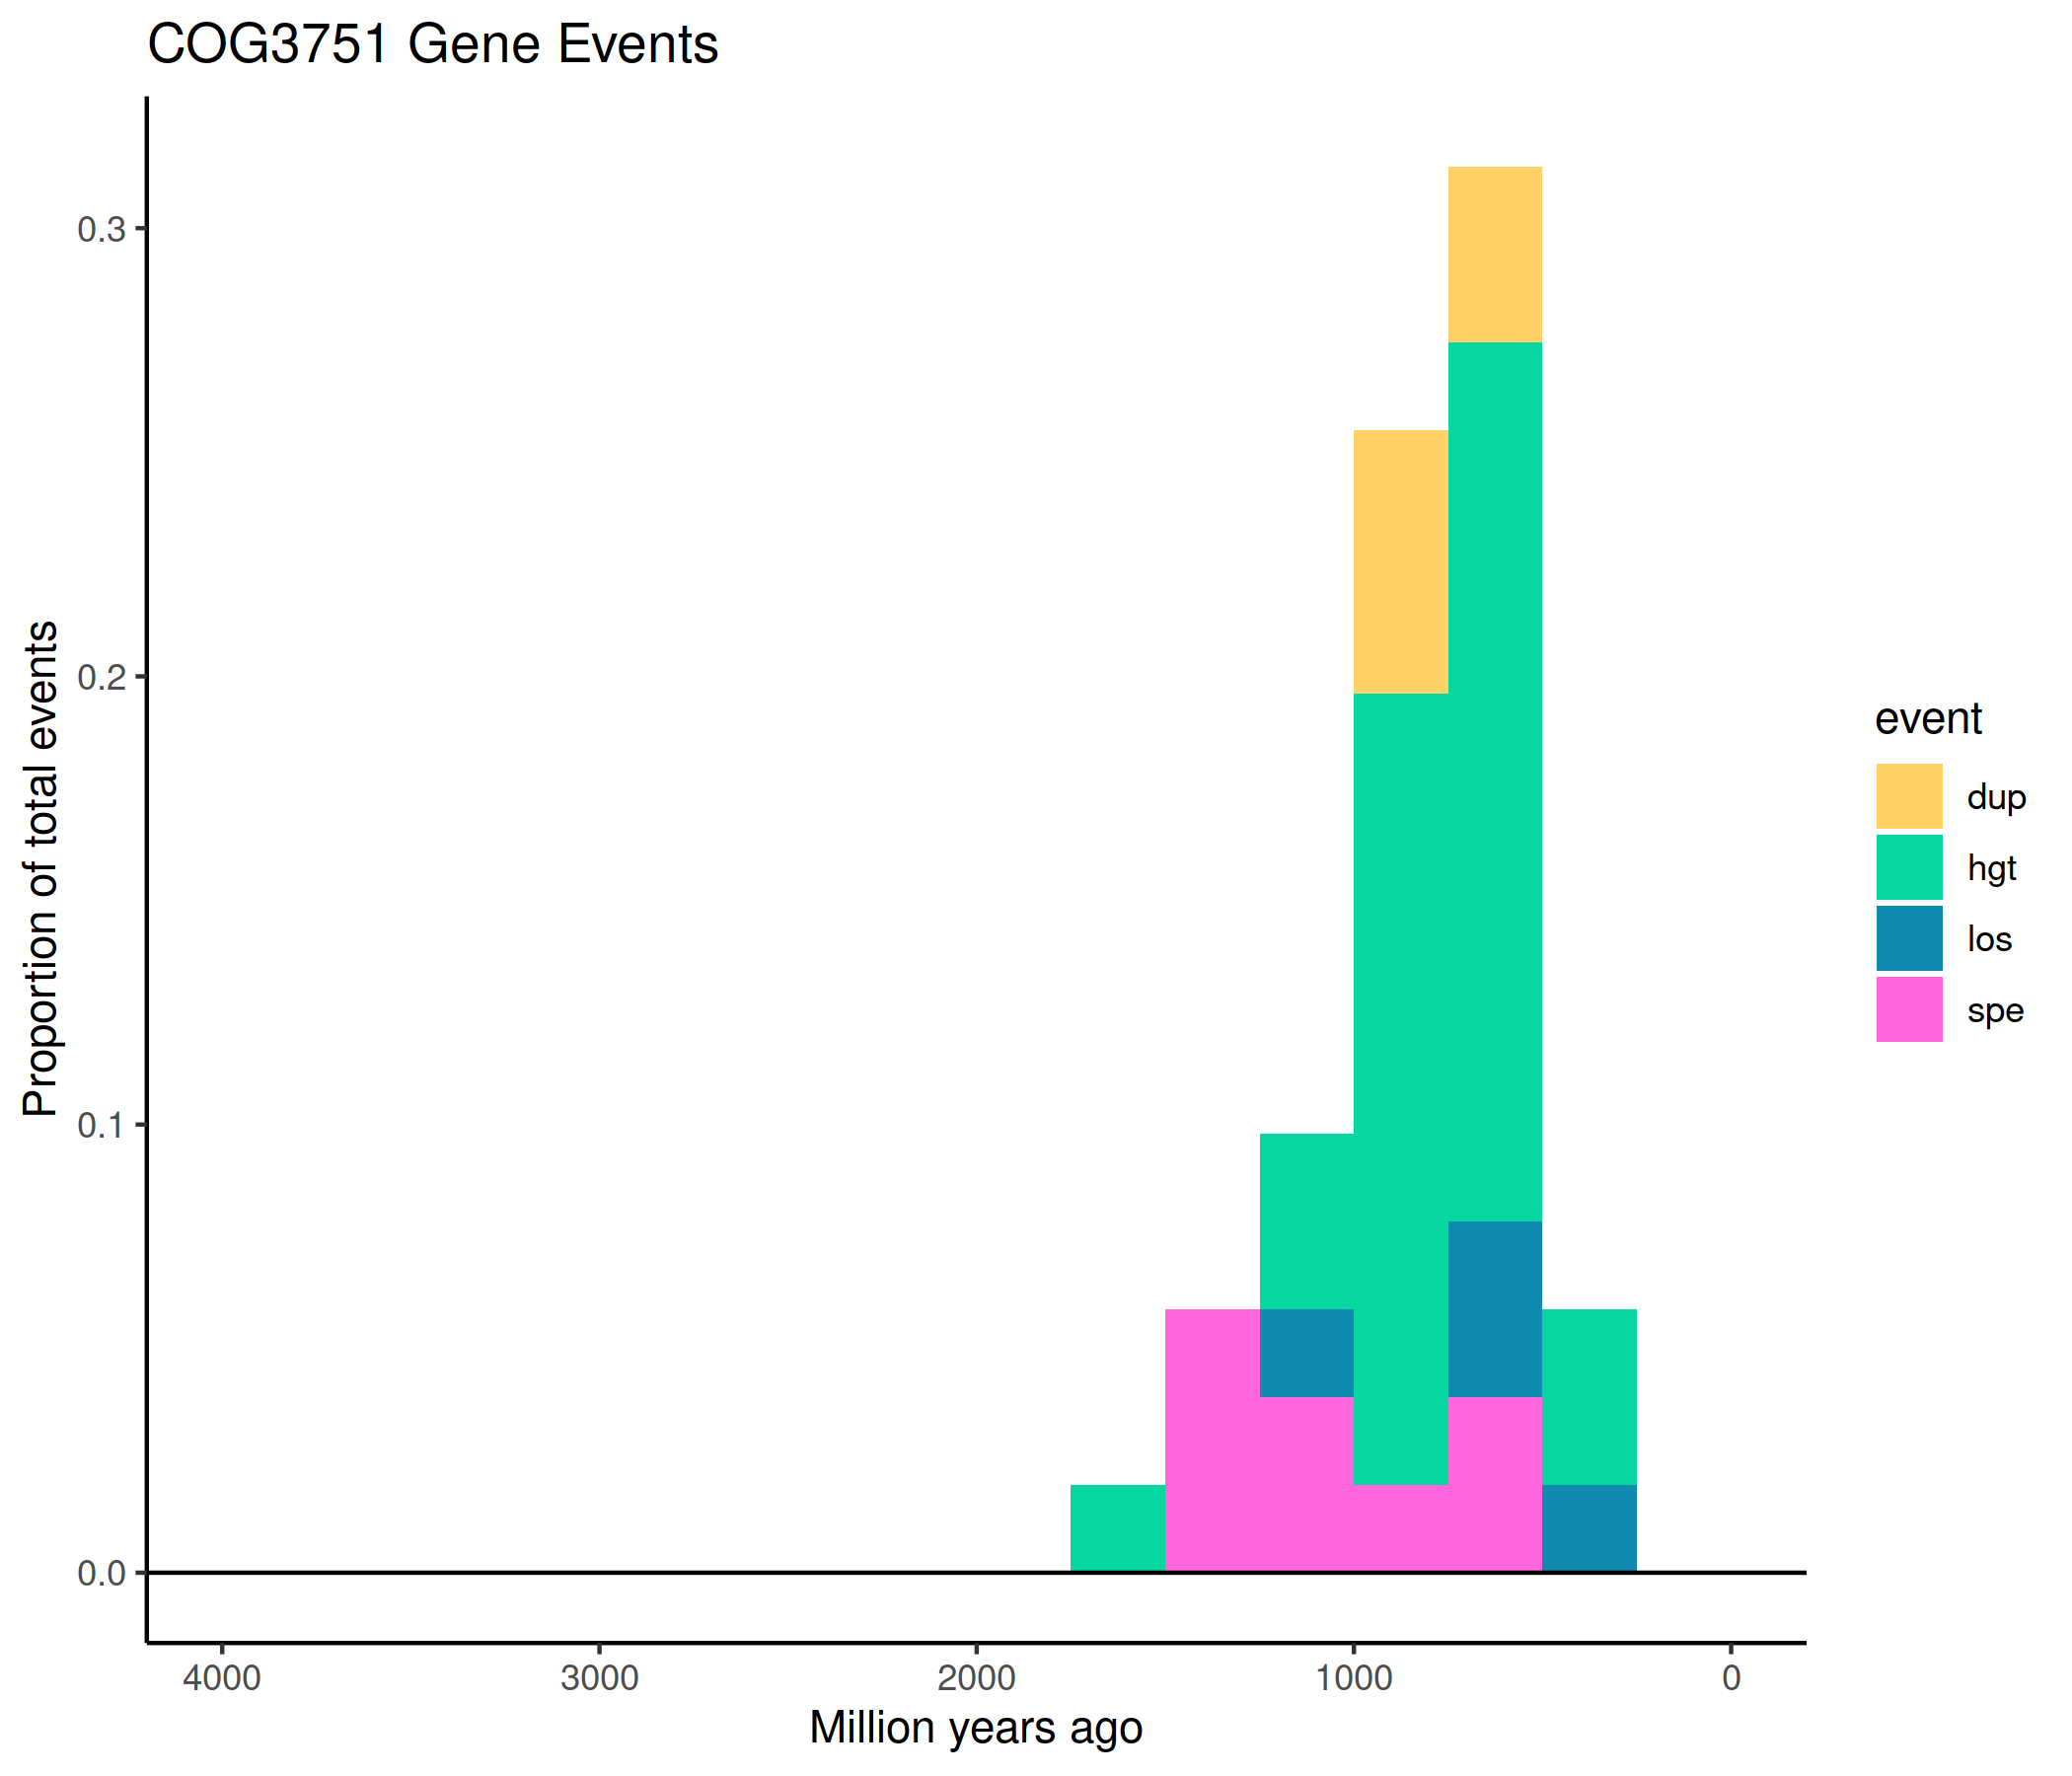 COG3751 Gene Events
Proportion of total events
0.3
0.2
0.1
0.0
4000 3000 2000 1000 0
Million years ago
event
dup
hgt
los
spe